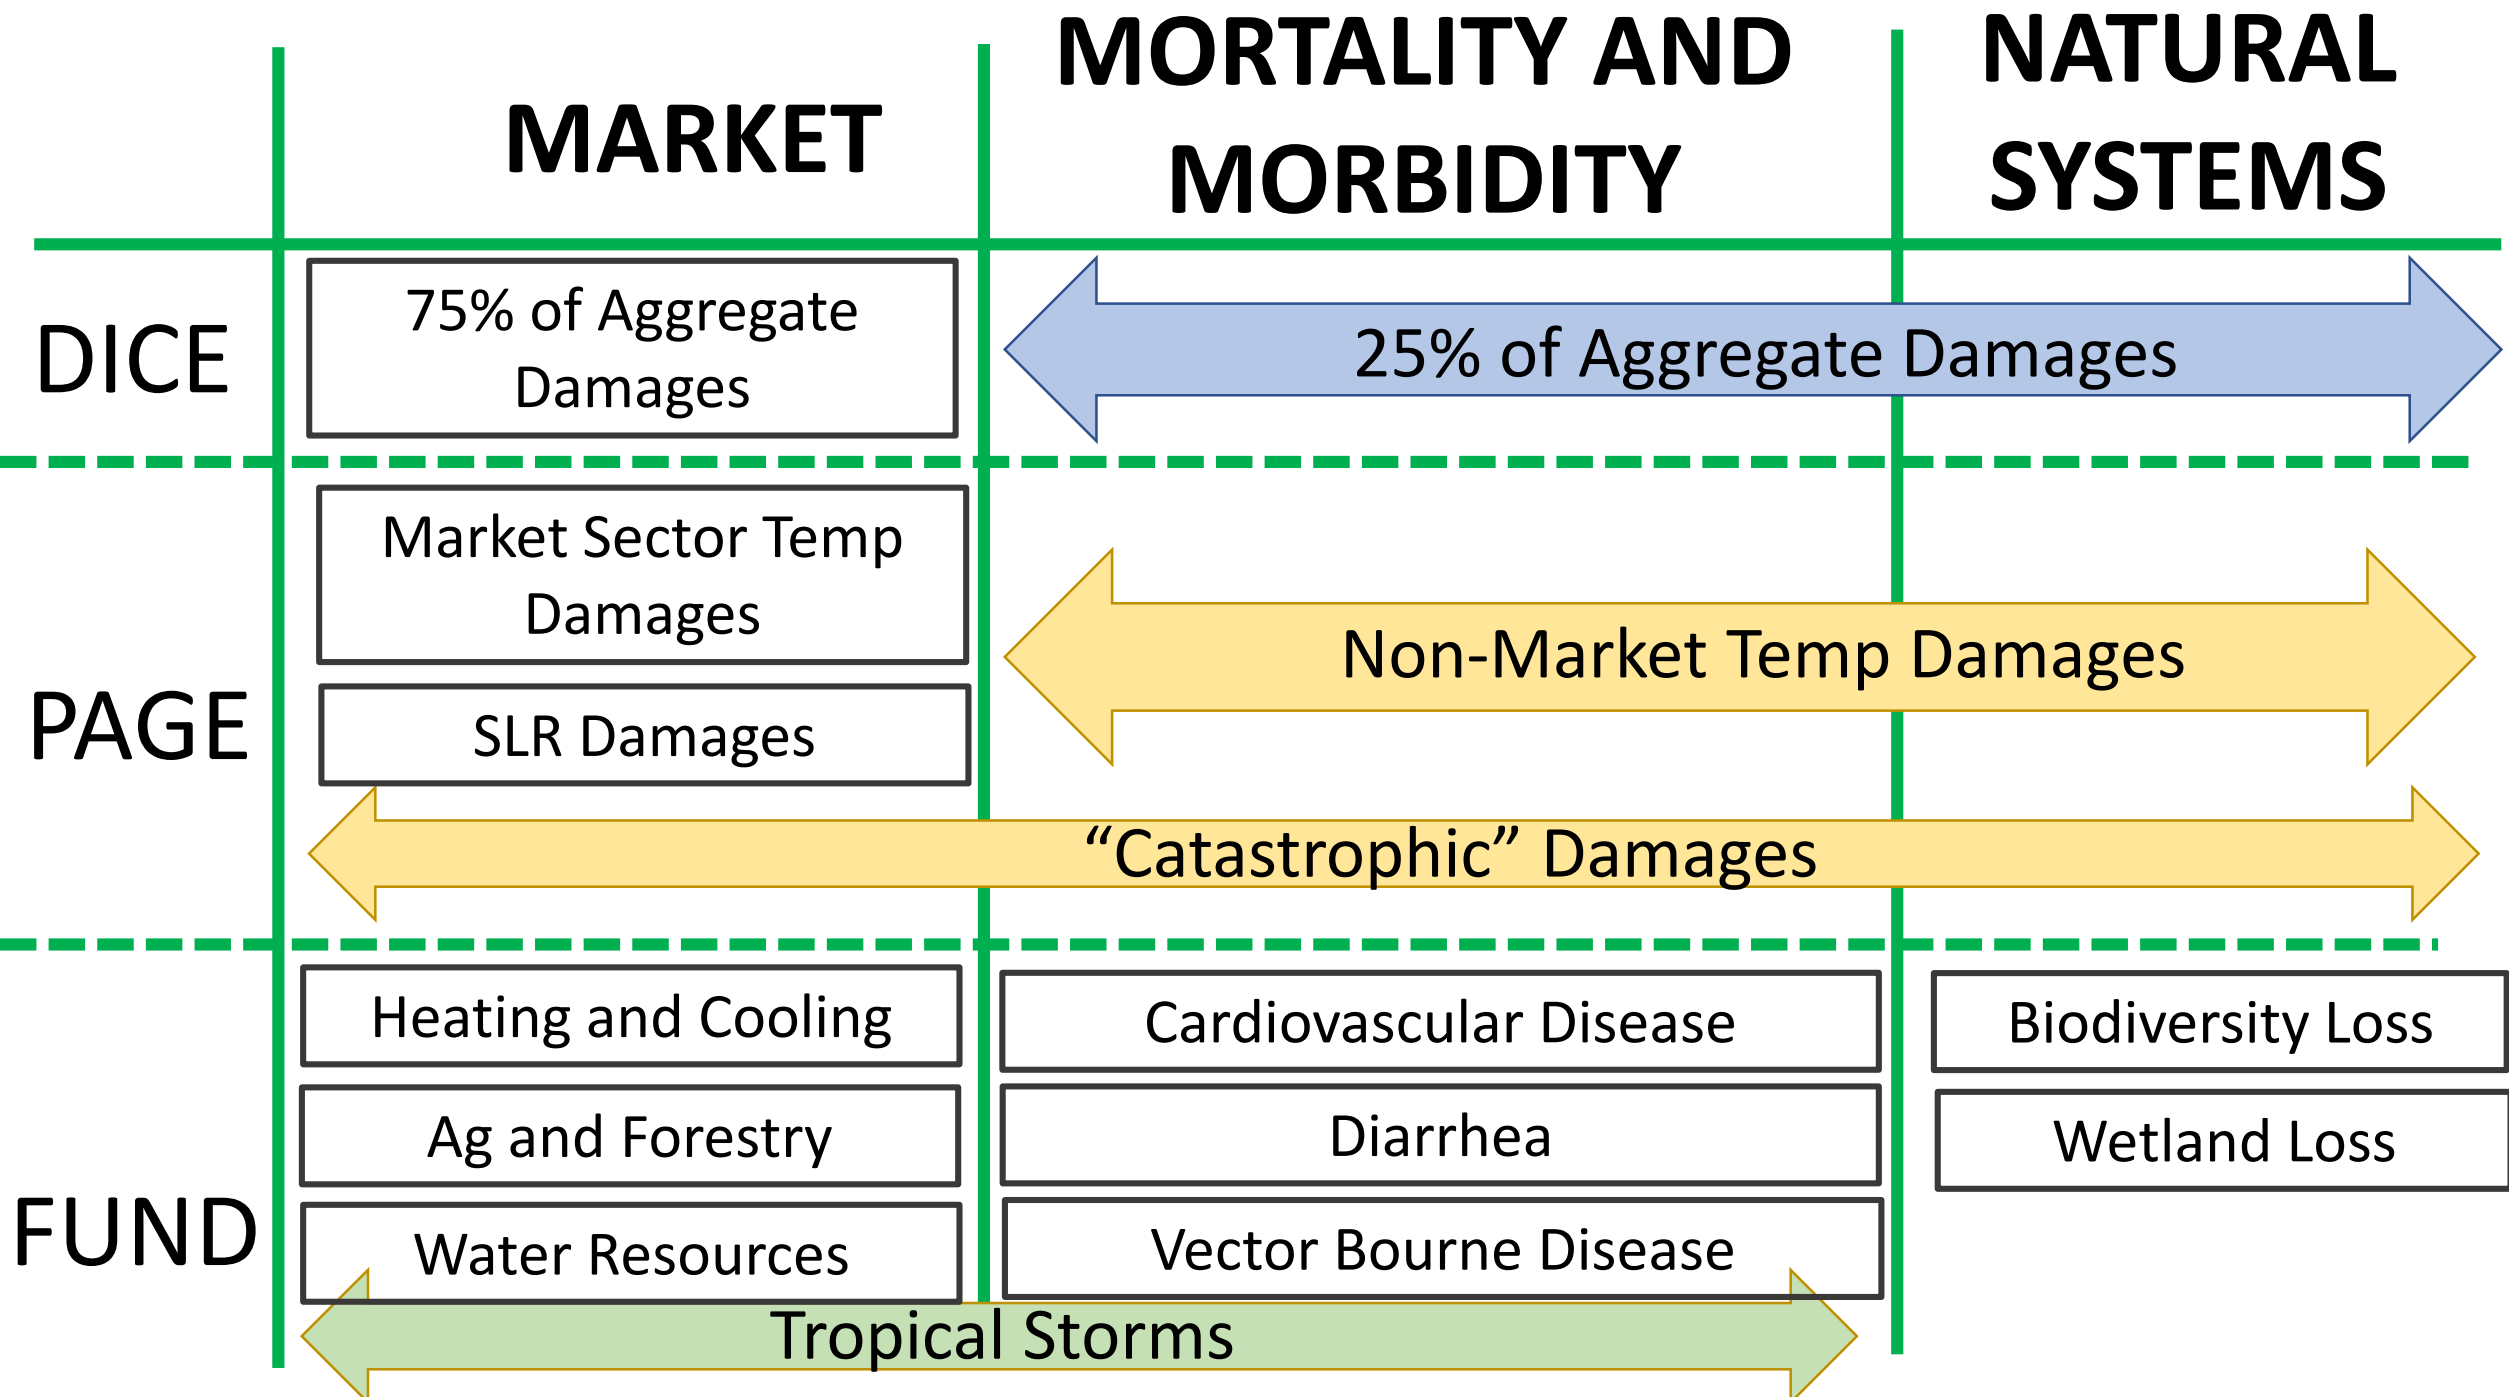 MARKET
MORTALITY AND
MORBIDITY
NATURAL
SYSTEMS
DICE
75% of Aggregate
Damages
25% of Aggregate Damages
PAGE
Market Sector Temp
Damages
Non-Market Temp Damages
SLR Damages
“Catastrophic” Damages
FUND
Heating and Cooling
Cardiovascular Disease
Biodiversity Loss
Ag and Forestry
Diarrhea
Wetland Loss
Water Resources
Vector Bourne Disease
Tropical Storms